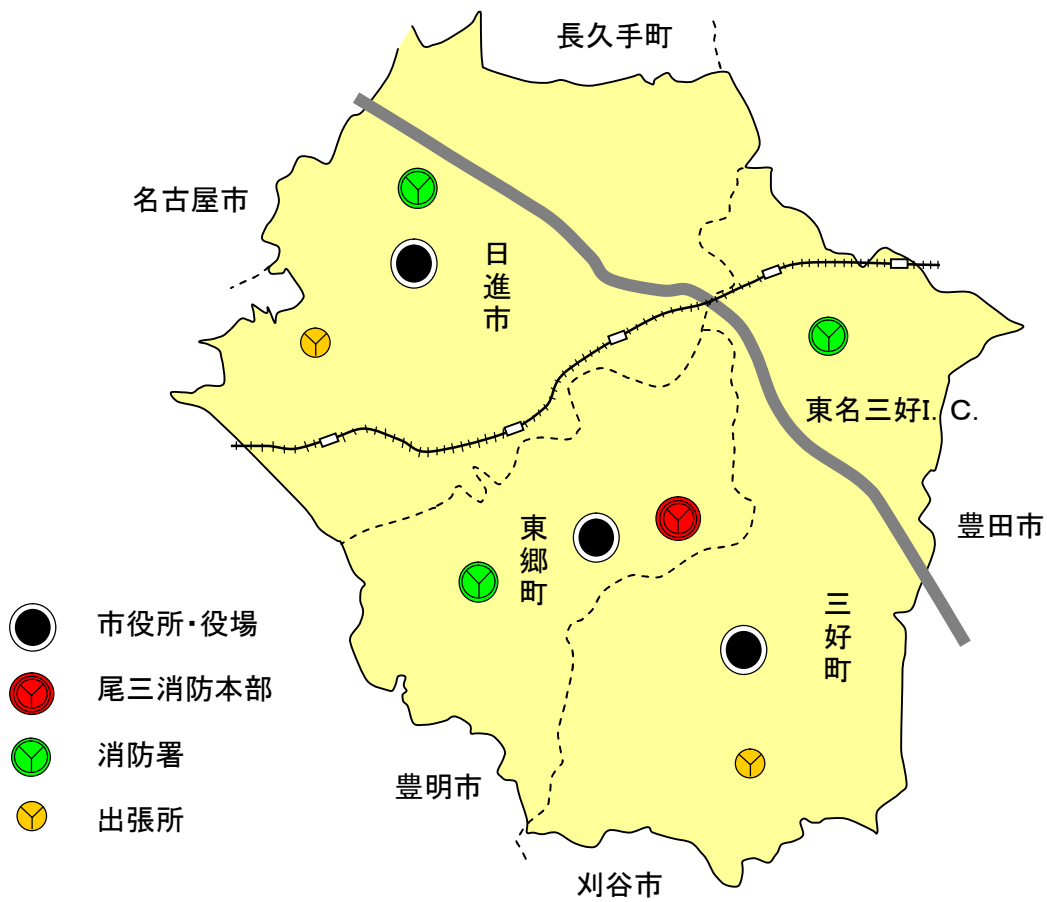 長久手町
名古屋市
日進市
東名三好I. C.
豊田市
東郷町
三好町
市役所・役場
尾三消防本部
消防署
出張所
豊明市
刈谷市